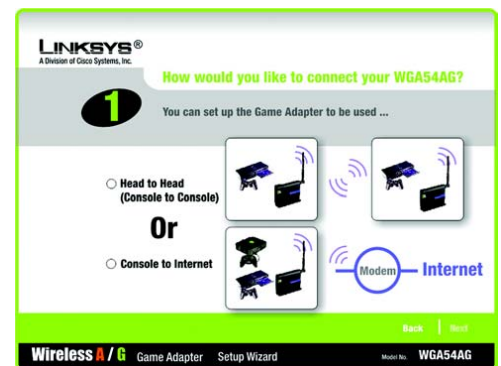 LINKSYS®
A Division of Cisco Systems, Inc.
How would you like to connect your WGA54AG?
1
You can set up the Game Adapter to be used ...
Head to Head
(Console to Console)
Or
Console to Internet
Modem
Internet
Back
Next
Wireless A / G Game Adapter Setup Wizard
Model No. WGA54AG